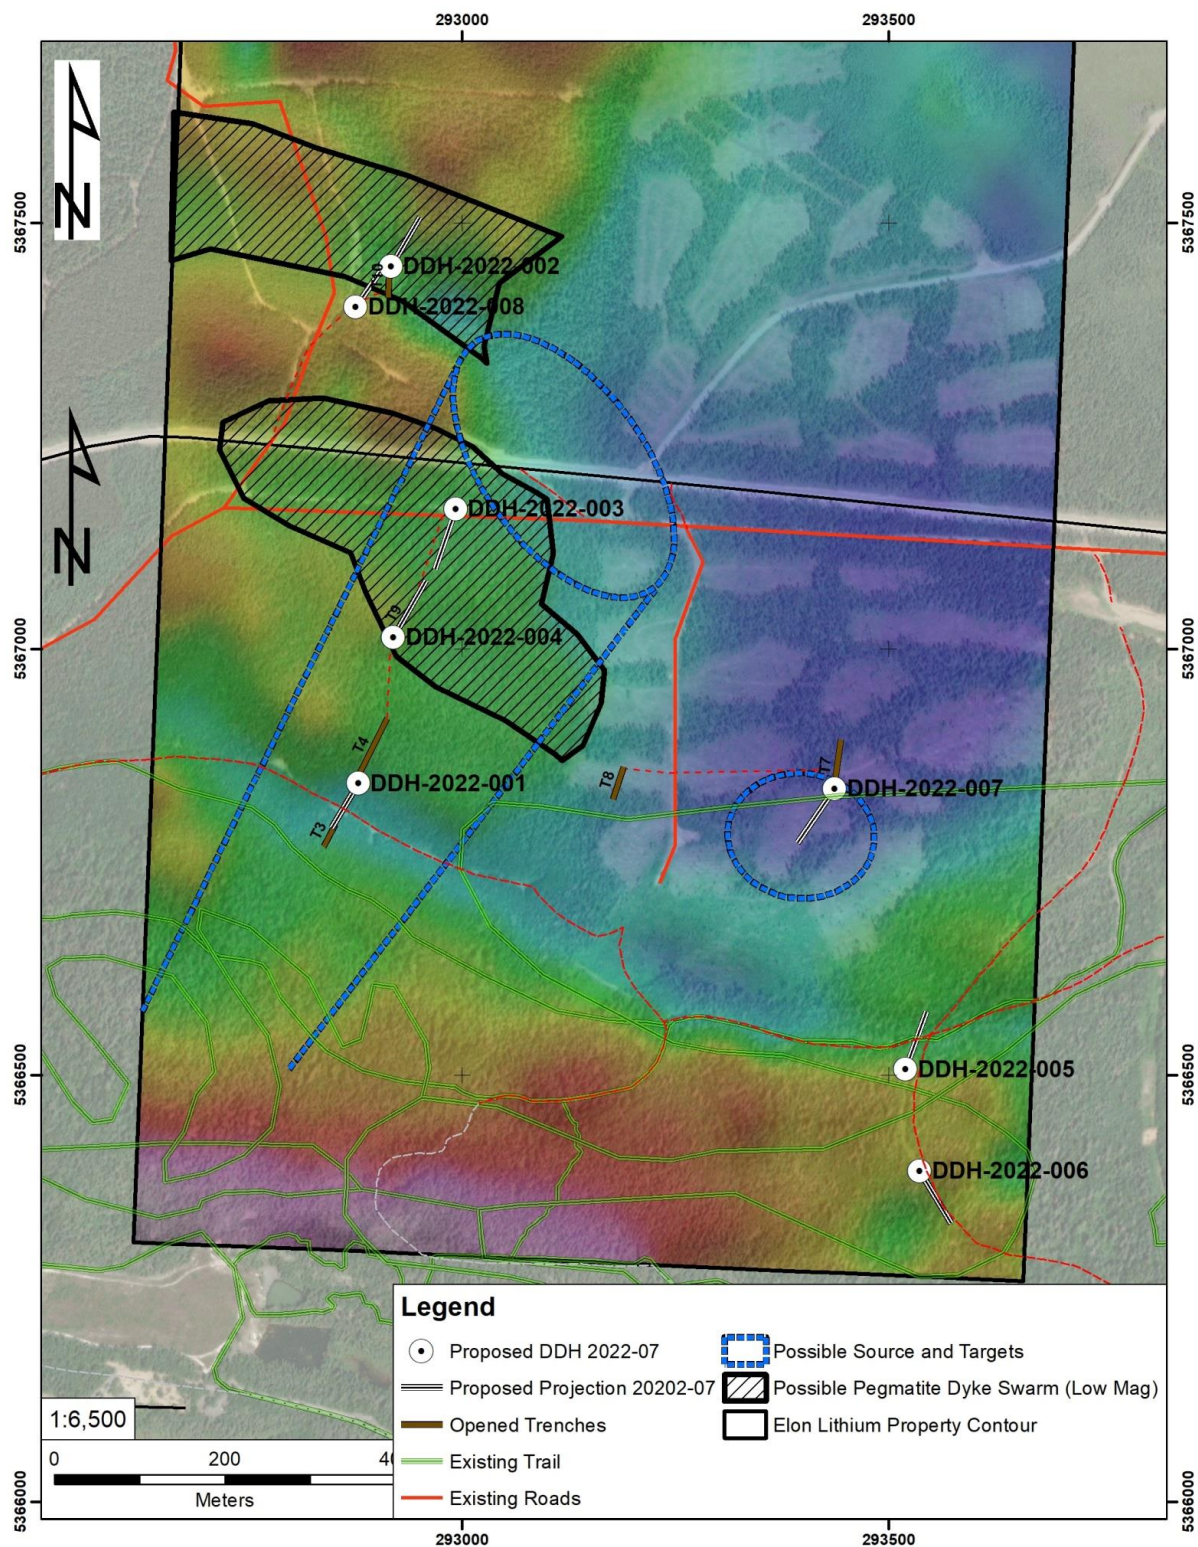 293000
293500
N
5367500
5367500
DDH-2022-002
DDH-2022-008
N
DDH-2022-003
T9
DDH-2022-004
5367000
5367000
T4
DDH-2022-001
T3
T8
T7
DDH-2022-007
5366500
5366500
DDH-2022-005
DDH-2022-006
Legend
Proposed DDH 2022-07
Proposed Projection 20202-07
Opened Trenches
Existing Trail
Existing Roads
Possible Source and Targets
Possible Pegmatite Dyke Swarm (Low Mag)
Elon Lithium Property Contour
1:6,500
0
200
Meters
5366000
5366000
293000
293500